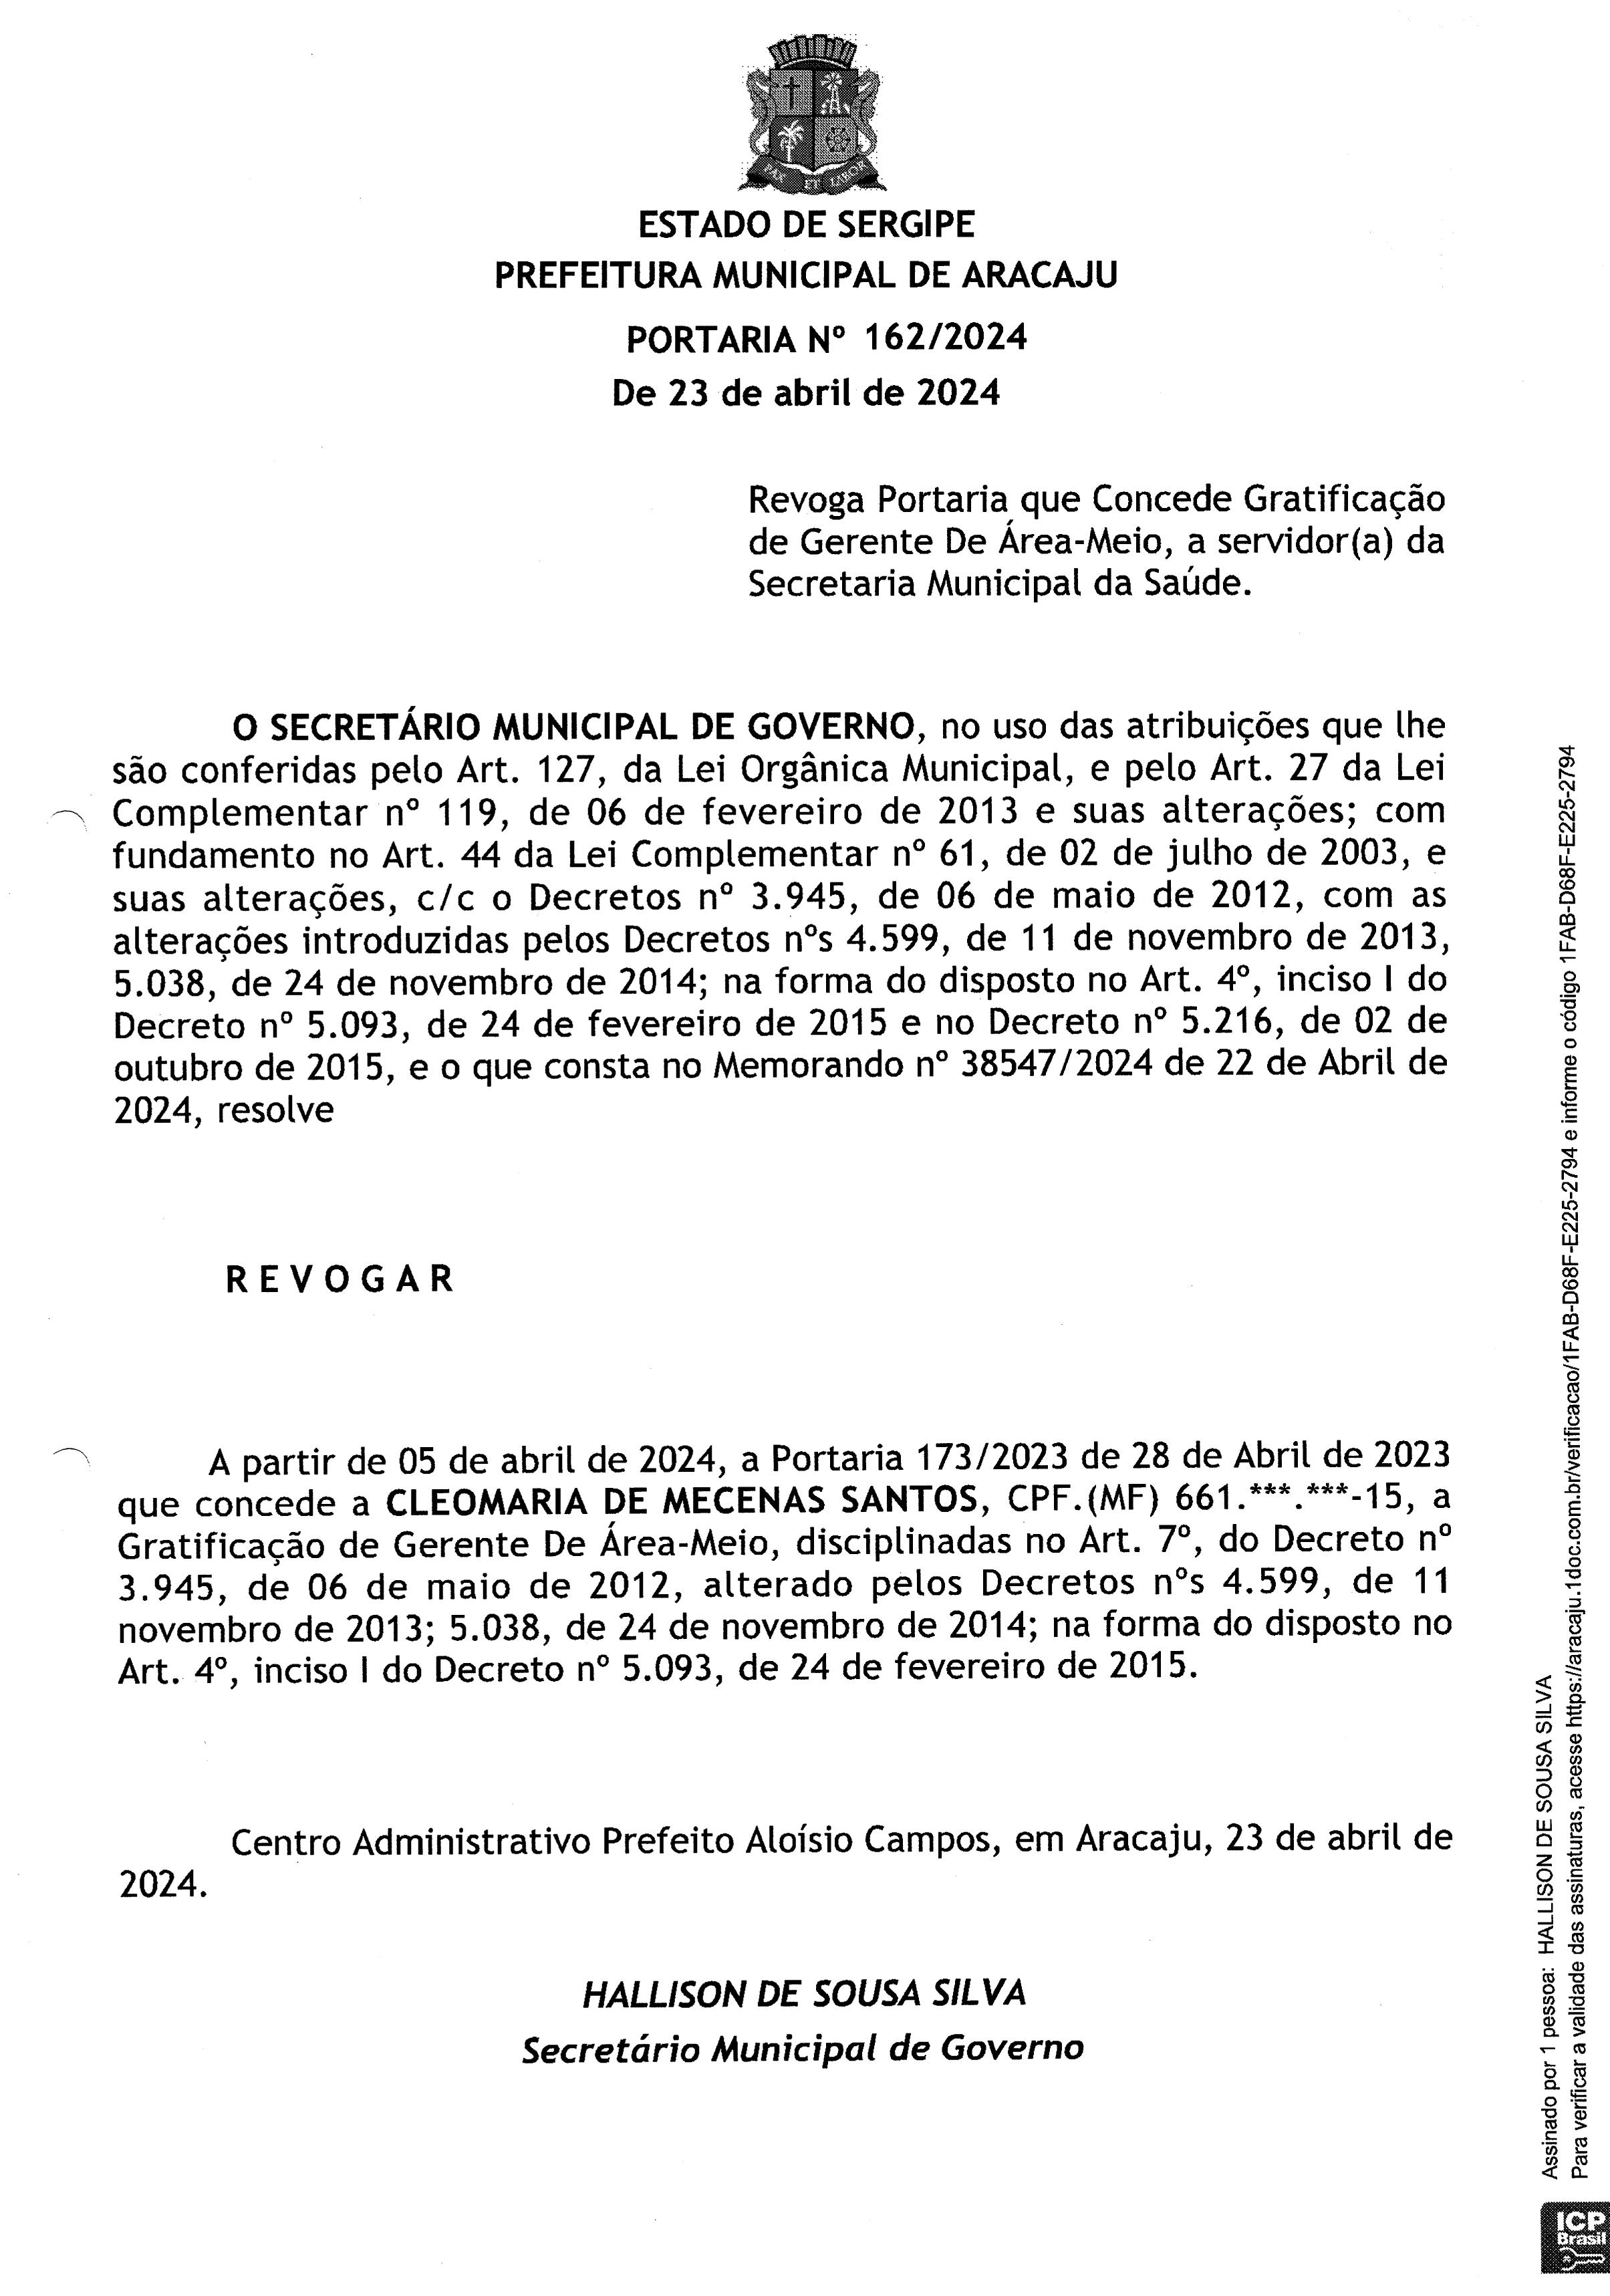 PAX ET LABOR
ESTADO DE SERGIPE
PREFEITURA MUNICIPAL DE ARACAJU
PORTARIA Nº 162/2024
De 23 de abril de 2024
Revoga Portaria que Concede Gratificação
de Gerente De Área-Meio, a servidor(a) da
Secretaria Municipal da Saúde.
O SECRETÁRIO MUNICIPAL DE GOVERNO, no uso das atribuições que lhe
são conferidas pelo Art. 127, da Lei Orgânica Municipal, e pelo Art. 27 da Lei
Complementar nº 119, de 06 de fevereiro de 2013 e suas alterações; com
fundamento no Art. 44 da Lei Complementar nº 61, de 02 de julho de 2003, e
suas alterações, c/c o Decretos nº 3.945, de 06 de maio de 2012, com as
alterações introduzidas pelos Decretos nºs 4.599, de 11 de novembro de 2013,
5.038, de 24 de novembro de 2014; na forma do disposto no Art. 4º, inciso I do
Decreto nº 5.093, de 24 de fevereiro de 2015 e no Decreto nº 5.216, de 02 de
outubro de 2015, e o que consta no Memorando nº 38547/2024 de 22 de Abril de
2024, resolve
R E V O G A R
A partir de 05 de abril de 2024, a Portaria 173/2023 de 28 de Abril de 2023
que concede a CLEOMARIA DE MECENAS SANTOS, CPF.(MF) 661.***.***-15, a
Gratificação de Gerente De Área-Meio, disciplinadas no Art. 7º, do Decreto nº
3.945, de 06 de maio de 2012, alterado pelos Decretos nºs 4.599, de 11
novembro de 2013; 5.038, de 24 de novembro de 2014; na forma do disposto no
Art. 4º, inciso I do Decreto nº 5.093, de 24 de fevereiro de 2015.
Centro Administrativo Prefeito Aloísio Campos, em Aracaju, 23 de abril de
2024.
HALLISON DE SOUSA SILVA
Secretário Municipal de Governo
Assinado por 1 pessoa: HALLISON DE SOUSA SILVA
Para verificar a validade das assinaturas, acesse https://aracaju.1doc.com.br/verificacao/1FAB-D68F-E225-2794 e informe o código 1FAB-D68F-E225-2794
ICP
Brasil